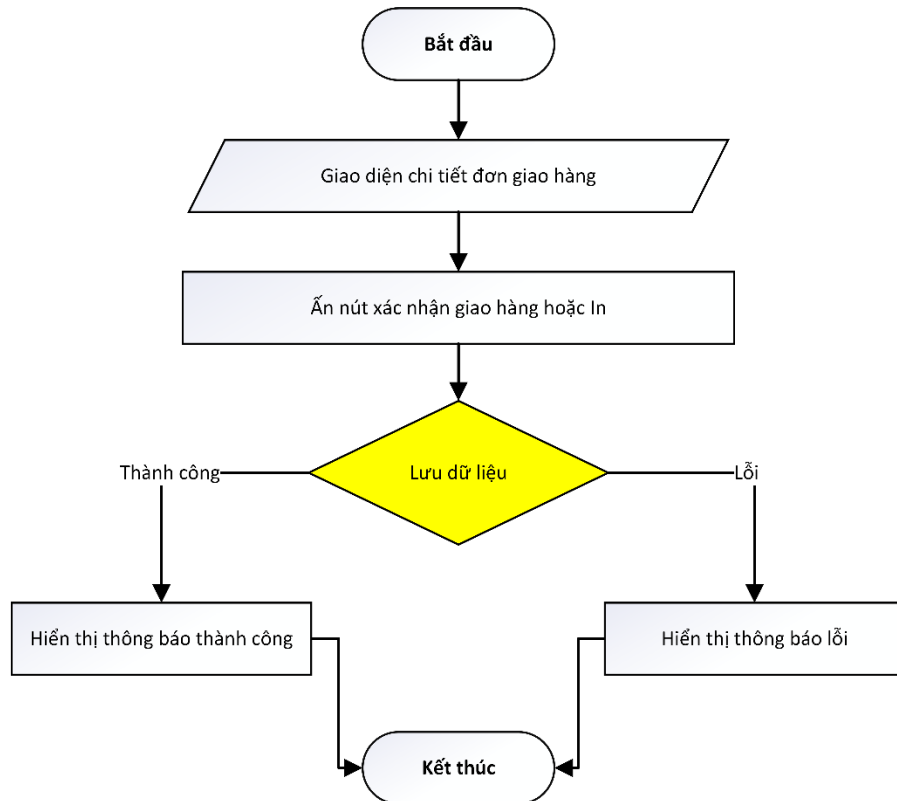 Bắt đầu
Giao diện chi tiết đơn giao hàng
Ấn nút xác nhận giao hàng hoặc In
Thành công
Lưu dữ liệu
Lỗi
Hiển thị thông báo thành công
Hiển thị thông báo lỗi
Kết thúc